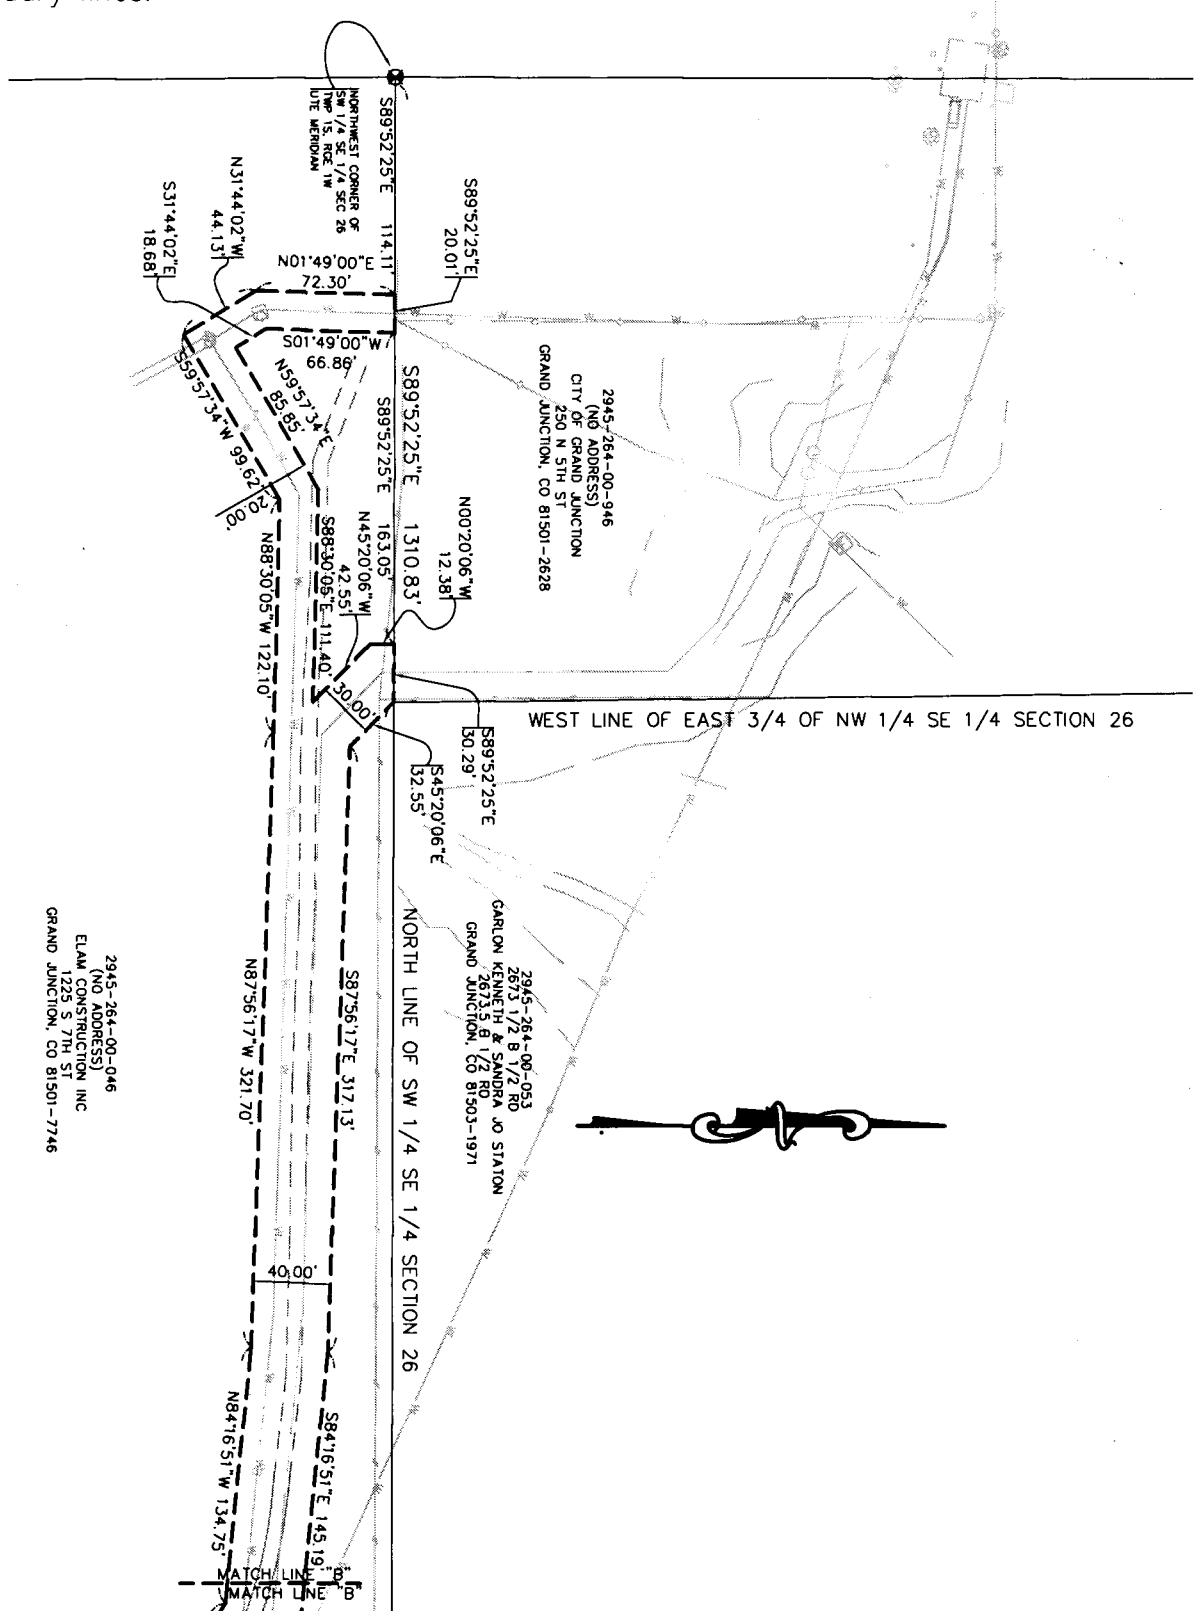 NORTHWEST CORNER OF
SW 1/4 SE 1/4 SEC 26
TWP 1S, RGE 1W
UTE MERIDIAN
S89°52'25"E 114.11'
S89°52'25"E
20.01'
N31°44'02"W
44.13'
S31°44'02"E
18.68'
N01°49'00"E
72.30'
S01°49'00"W
66.86'
N59°57'34"E
85.85'
S59°57'34"W 99.62'
20.00'
S89°52'25"E 1310.83'
S89°52'25"E 163.05'
N00°20'06"W
12.38'
N45°20'06"W
42.55'
S88°30'05"E 111.40'
N88°30'05"W 122.10'
30.00'
2945-264-00-946
(NO ADDRESS)
CITY OF GRAND JUNCTION
250 N 5TH ST
GRAND JUNCTION, CO 81501-2628
WEST LINE OF EAST 3/4 OF NW 1/4 SE 1/4 SECTION 26
S89°52'25"E
30.29'
S45°20'06"E
32.55'
NORTH LINE OF SW 1/4 SE 1/4 SECTION 26
2945-264-00-053
2673 1/2 B 1/2 RD
GARLON KENNETH & SANDRA JO STATON
2673.5 B 1/2 RD
GRAND JUNCTION, CO 81503-1971
S87°56'17"E 317.13'
N87°56'17"W 321.70'
2945-264-00-046
(NO ADDRESS)
ELAM CONSTRUCTION INC
1225 S 7TH ST
GRAND JUNCTION, CO 81501-7746
40.00'
S84°16'51"E 145.19'
N84°16'51"W 134.75'
MATCH LINE "B"
MATCH LINE "B"